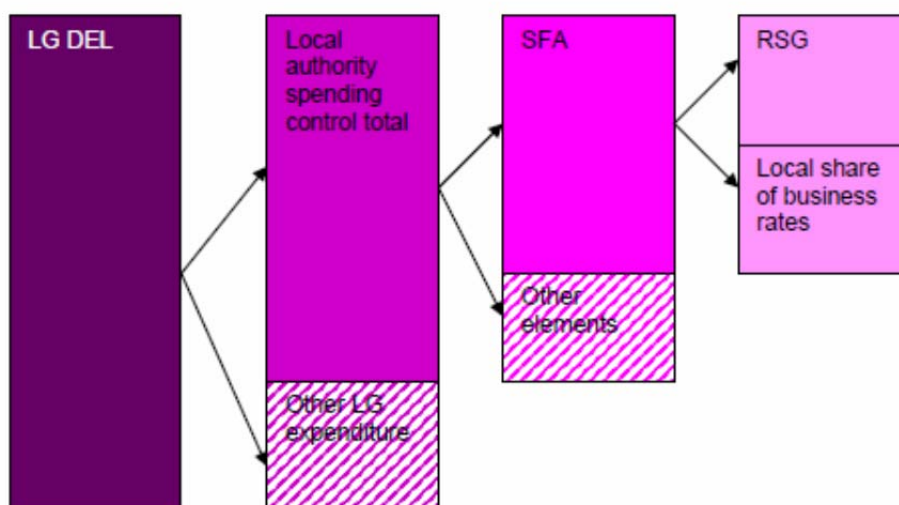 LG DEL
Local
authority
spending
control total
Other LG
expenditure
SFA
Other
elements
RSG
Local share
of business
rates